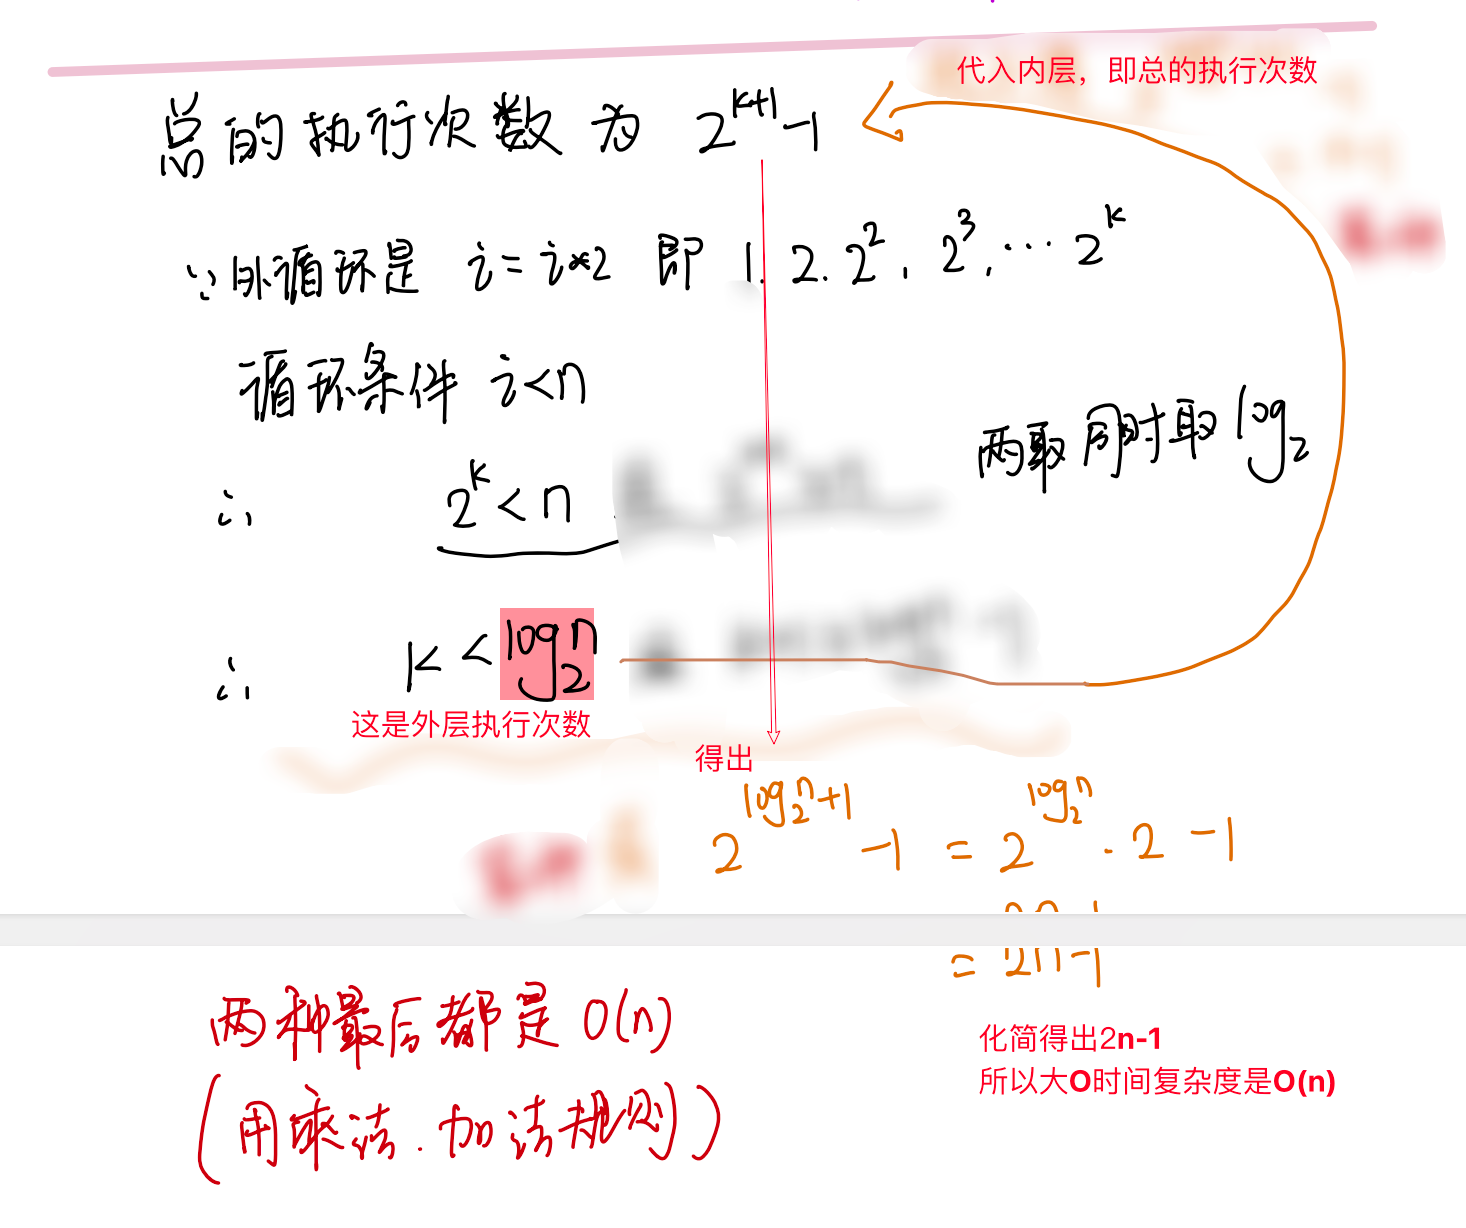 代入内层，即总的执行次数
总的执行次数为 2^{k+1}-1
∵外循环是 i=i*2 即 1. 2. 2^2, 2^3, … 2^k
循环条件 i<n
两取同时取 log_2
∴ 2^k<n
∴ k<log_2^n
这是外层执行次数
得出
2^{log_2^n+1} -1 = 2^{log_2^n} · 2 -1
= 2n-1
两种最后都是 O(n)
(用乘法.加法规则)
化简得出2n-1
所以大O时间复杂度是O(n)